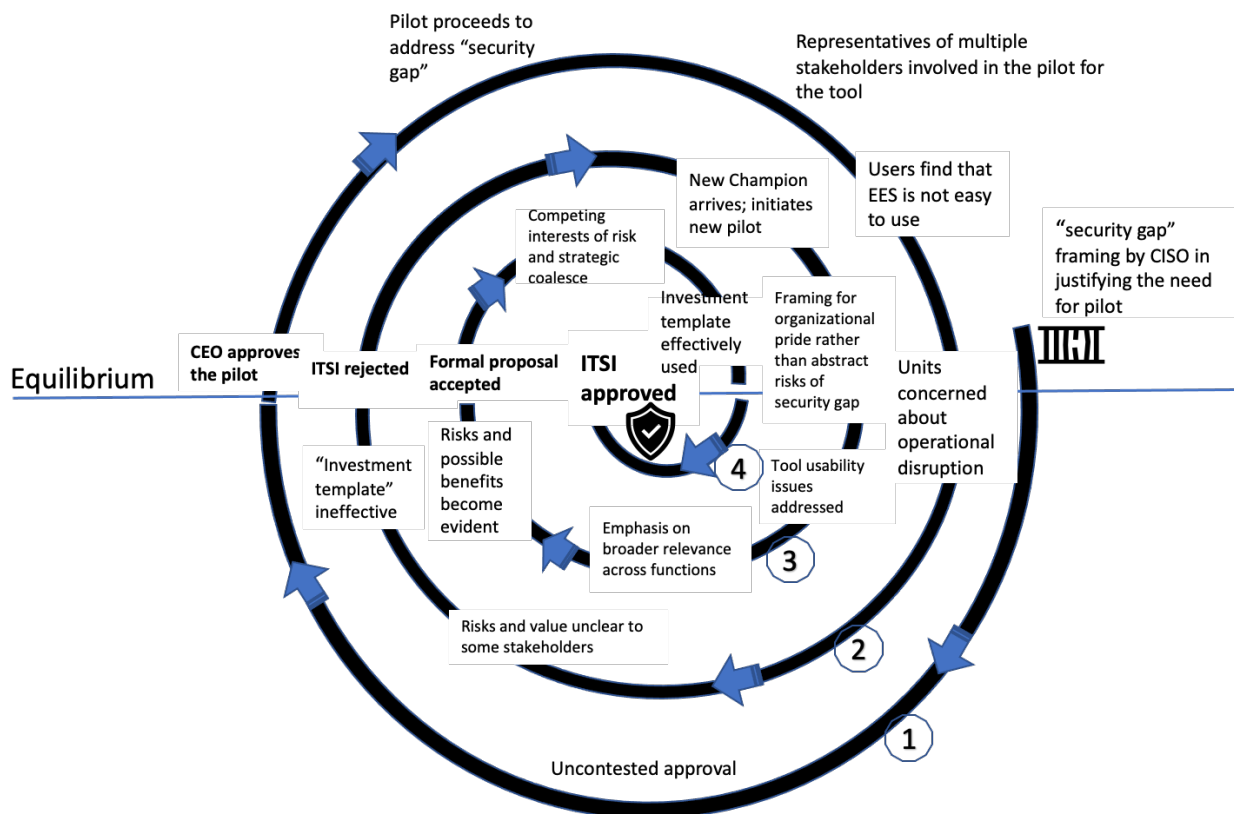 Pilot proceeds to
address “security
gap”
Representatives of multiple
stakeholders involved in the pilot for
the tool
Users find that
EES is not easy
to use
New Champion
arrives; initiates
new pilot
Competing
interests of risk
and strategic
coalesce
“security gap”
framing by CISO in
justifying the need
for pilot
Investment
template
effectively
used
Framing for
organizational
pride rather
than abstract
risks of
security gap
Equilibrium
CEO approves
the pilot
ITSI rejected
Formal proposal
accepted
ITSI
approved
Units
concerned
about
operational
disruption
“Investment
template”
ineffective
Risks and
possible
benefits
become
evident
4
Tool usability
issues
addressed
Emphasis on
broader relevance
across functions
3
Risks and value unclear to
some stakeholders
2
1
Uncontested approval